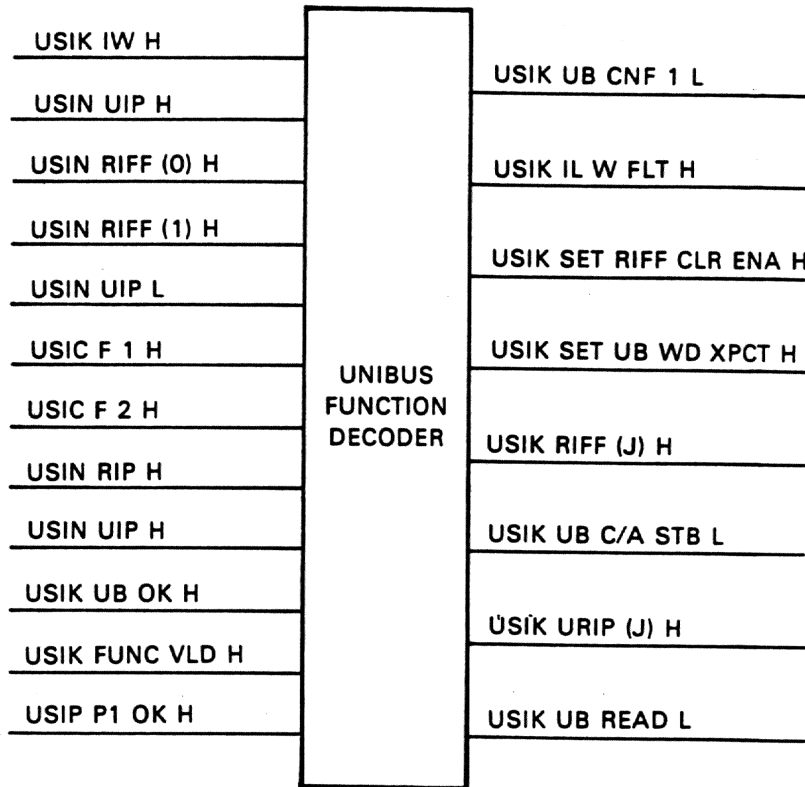 USIK IW H
USIN UIP H
USIN RIFF (0) H
USIN RIFF (1) H
USIN UIP L
USIC F 1 H
USIC F 2 H
USIN RIP H
USIN UIP H
USIK UB OK H
USIK FUNC VLD H
USIP P1 OK H
UNIBUS
FUNCTION
DECODER
USIK UB CNF 1 L
USIK IL W FLT H
USIK SET RIFF CLR ENA H
USIK SET UB WD XPCT H
USIK RIFF (J) H
USIK UB C/A STB L
USIK URIP (J) H
USIK UB READ L